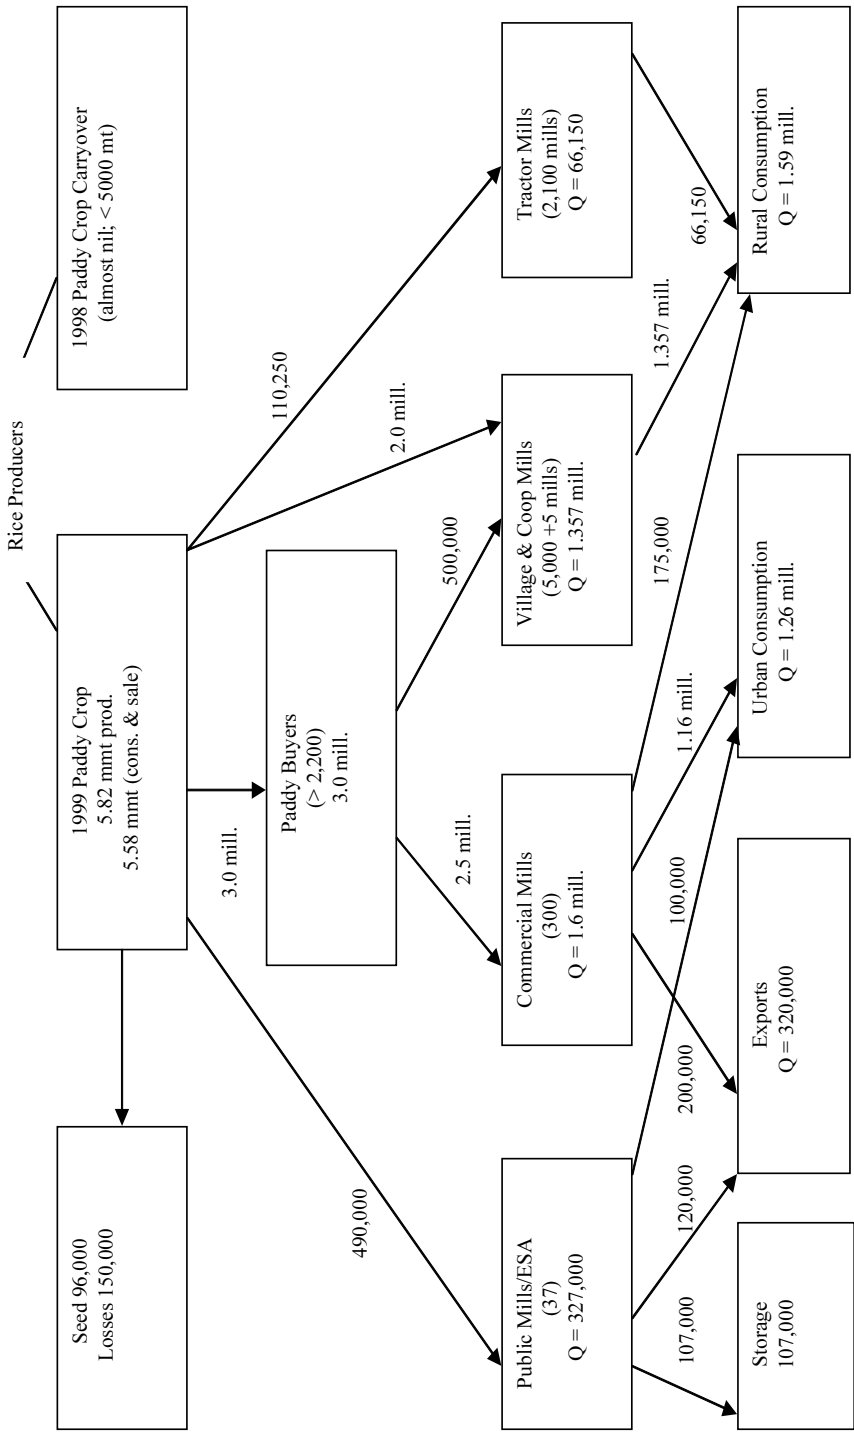 Rice Producers
Seed 96,000
Losses 150,000
1999 Paddy Crop
5.82 mmt prod.
5.58 mmt (cons. & sale)
1998 Paddy Crop Carryover
(almost nil; < 5000 mt)
490,000
3.0 mill.
110,250
2.0 mill.
Paddy Buyers
(> 2,200)
3.0 mill.
2.5 mill.
500,000
Public Mills/ESA
(37)
Q = 327,000
Commercial Mills
(300)
Q = 1.6 mill.
Village & Coop Mills
(5,000 +5 mills)
Q = 1.357 mill.
Tractor Mills
(2,100 mills)
Q = 66,150
107,000
120,000
200,000
100,000
1.16 mill.
175,000
1.357 mill.
66,150
Storage
107,000
Exports
Q = 320,000
Urban Consumption
Q = 1.26 mill.
Rural Consumption
Q = 1.59 mill.